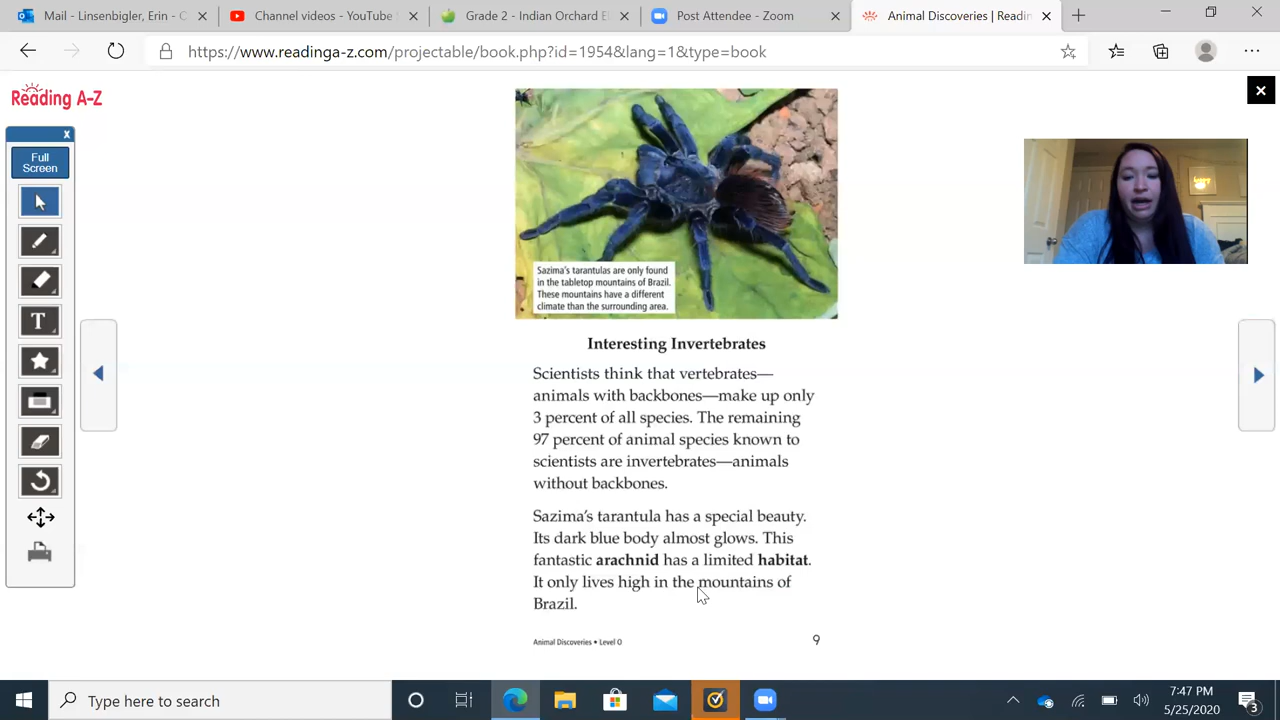 Mail - Linsenbigler, Erin - C
Channel videos - YouTube
Grade 2 - Indian Orchard El
Post Attendee - Zoom
Animal Discoveries | Readin
https://www.readinga-z.com/projectable/book.php?id=1954&lang=1&type=book
Reading A-Z
x
Full
Screen
T
Sazima's tarantulas are only found
in the tabletop mountains of Brazil.
These mountains have a different
climate than the surrounding area.
Interesting Invertebrates
Scientists think that vertebrates—
animals with backbones—make up only
3 percent of all species. The remaining
97 percent of animal species known to
scientists are invertebrates—animals
without backbones.
Sazima's tarantula has a special beauty.
Its dark blue body almost glows. This
fantastic arachnid has a limited habitat.
It only lives high in the mountains of
Brazil.
Animal Discoveries • Level O
9
Type here to search
7:47 PM
5/25/2020
3